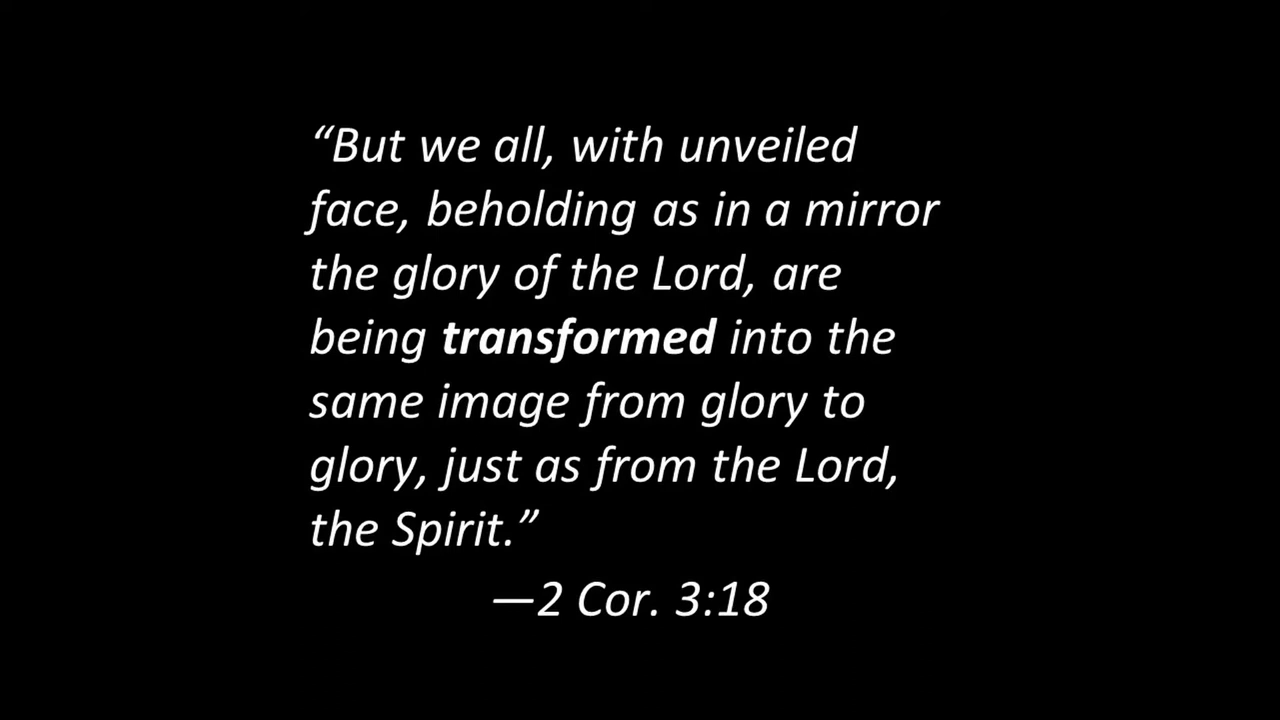 “But we all, with unveiled
face, beholding as in a mirror
the glory of the Lord, are
being transformed into the
same image from glory to
glory, just as from the Lord,
the Spirit.”
—2 Cor. 3:18